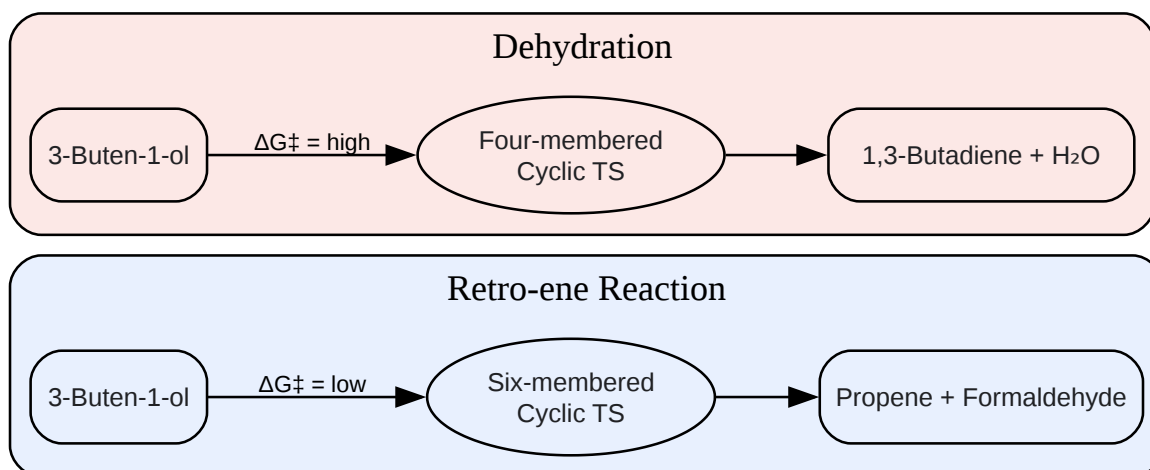 Dehydration
3-Buten-1-ol
ΔG‡ = high
Four-membered
Cyclic TS
1,3-Butadiene + H₂O
Retro-ene Reaction
3-Buten-1-ol
ΔG‡ = low
Six-membered
Cyclic TS
Propene + Formaldehyde